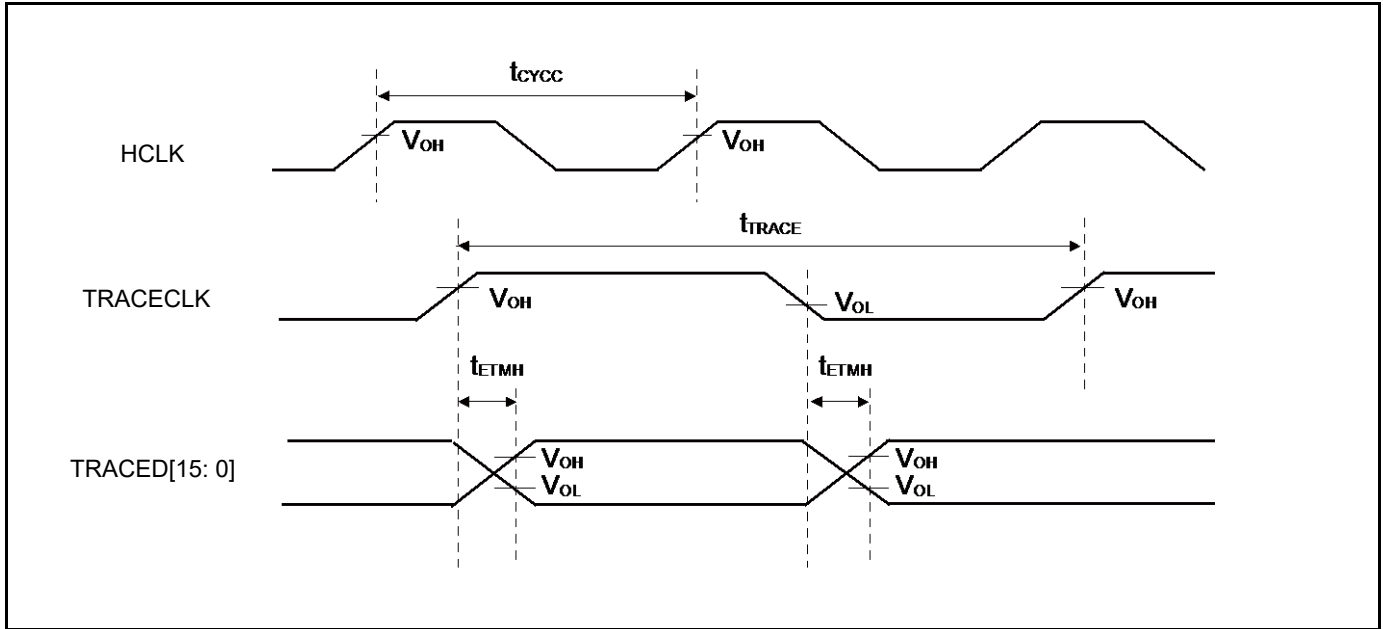 tCYCC
HCLK
VOH
VOH
tTRACE
TRACECLK
VOH
VOL
VOH
tETMH
tETMH
TRACED[15: 0]
VOH
VOH
VOL
VOL